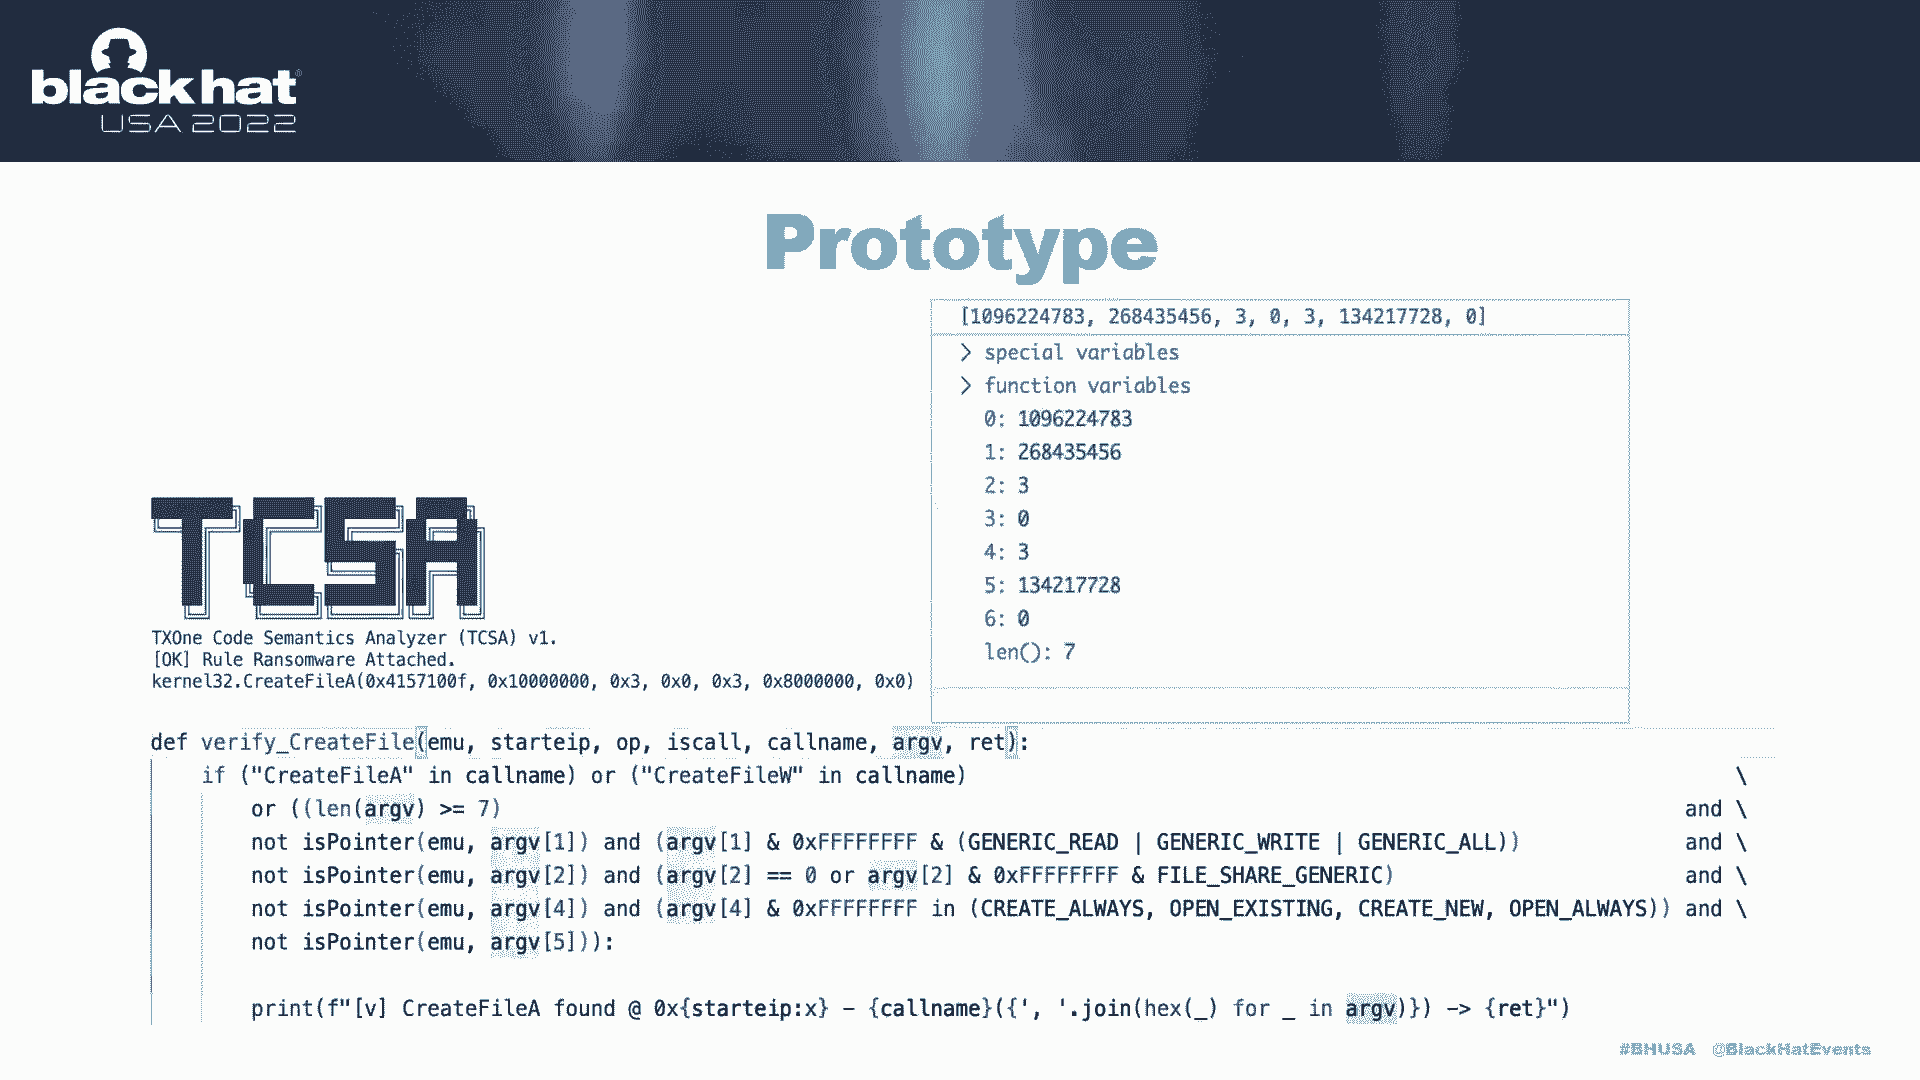 black hat®
USA 2022
Prototype
[1096224783, 268435456, 3, 0, 3, 134217728, 0]
> special variables
> function variables
0: 1096224783
1: 268435456
2: 3
3: 0
4: 3
5: 134217728
6: 0
len(): 7
TCSA
TXOne Code Semantics Analyzer (TCSA) v1.
[OK] Rule Ransomware Attached.
kernel32.CreateFileA(0x4157100f, 0x10000000, 0x3, 0x0, 0x3, 0x8000000, 0x0)
def verify_CreateFile(emu, starteip, op, iscall, callname, argv, ret):
if ("CreateFileA" in callname) or ("CreateFileW" in callname) \
or ((len(argv) >= 7) and \
not isPointer(emu, argv[1]) and (argv[1] & 0xFFFFFFFF & (GENERIC_READ | GENERIC_WRITE | GENERIC_ALL)) and \
not isPointer(emu, argv[2]) and (argv[2] == 0 or argv[2] & 0xFFFFFFFF & FILE_SHARE_GENERIC) and \
not isPointer(emu, argv[4]) and (argv[4] & 0xFFFFFFFF in (CREATE_ALWAYS, OPEN_EXISTING, CREATE_NEW, OPEN_ALWAYS)) and \
not isPointer(emu, argv[5])):
print(f"[v] CreateFileA found @ 0x{starteip:x} - {callname}({', '.join(hex(_) for _ in argv)}) -> {ret}")
#BHUSA @BlackHatEvents